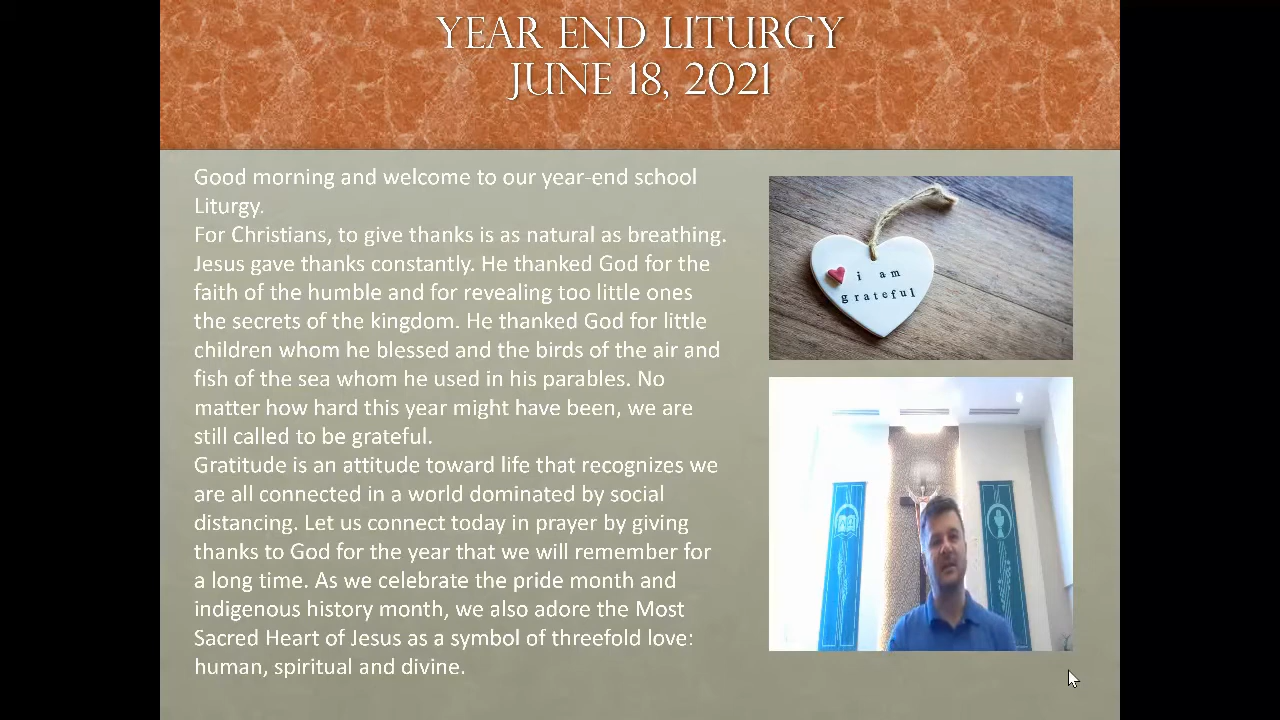 YEAR END LITURGY
JUNE 18, 2021
Good morning and welcome to our year-end school
Liturgy.
For Christians, to give thanks is as natural as breathing.
Jesus gave thanks constantly. He thanked God for the
faith of the humble and for revealing too little ones
the secrets of the kingdom. He thanked God for little
children whom he blessed and the birds of the air and
fish of the sea whom he used in his parables. No
matter how hard this year might have been, we are
still called to be grateful.
Gratitude is an attitude toward life that recognizes we
are all connected in a world dominated by social
distancing. Let us connect today in prayer by giving
thanks to God for the year that we will remember for
a long time. As we celebrate the pride month and
indigenous history month, we also adore the Most
Sacred Heart of Jesus as a symbol of threefold love:
human, spiritual and divine.
i am
grateful